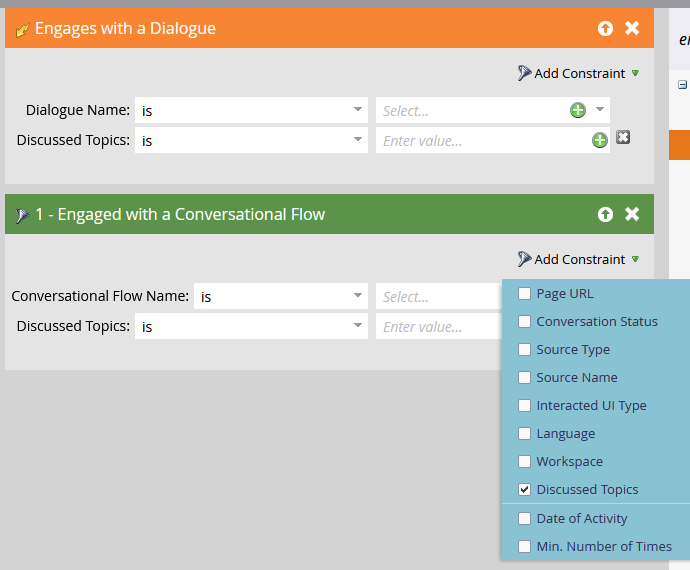 Engages with a Dialogue
Add Constraint
Dialogue Name: is Select...
Discussed Topics: is Enter value...
1 - Engaged with a Conversational Flow
Add Constraint
Conversational Flow Name: is Select...
Discussed Topics: is Enter value...
Page URL
Conversation Status
Source Type
Source Name
Interacted UI Type
Language
Workspace
Discussed Topics
Date of Activity
Min. Number of Times